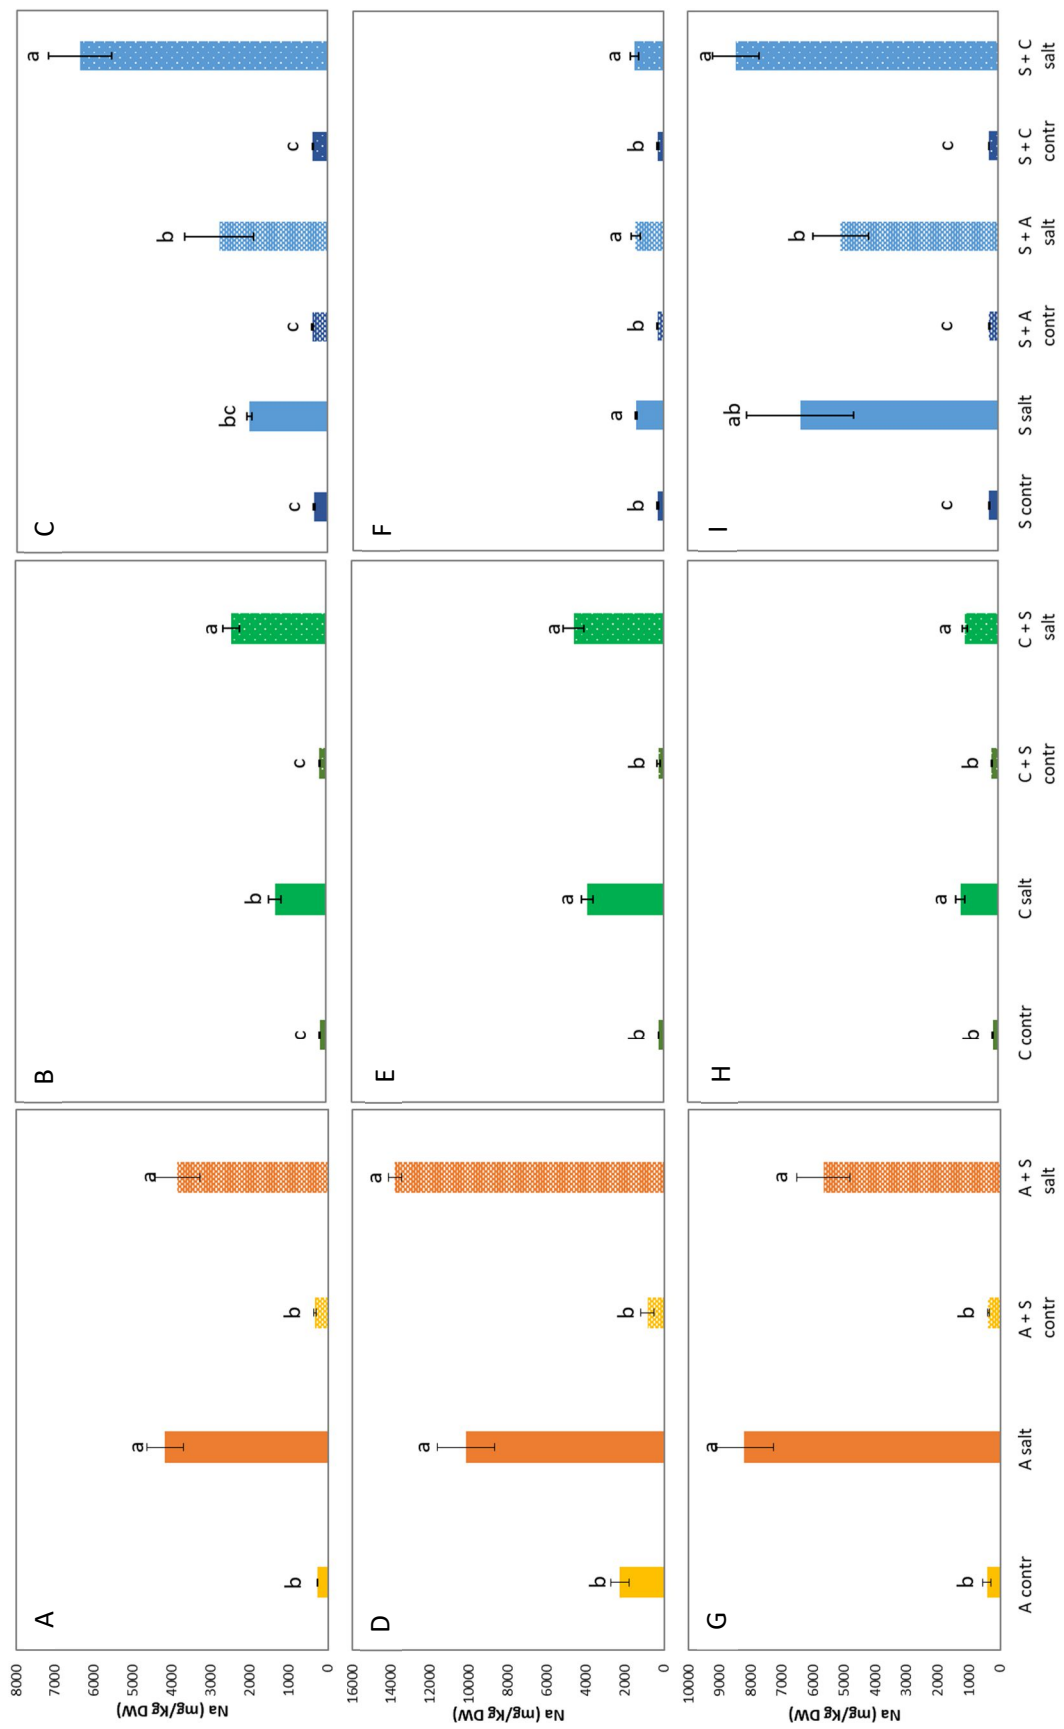 Na (mg/Kg DW)
8000
7000
6000
5000
4000
3000
2000
1000
0
A
b
a
b
a
B
c
b
c
a
C
c
bc
c
b
c
a
Na (mg/Kg DW)
16000
14000
12000
10000
8000
6000
4000
2000
0
D
b
a
b
a
E
b
a
b
a
F
b
a
b
a
b
a
Na (mg/Kg DW)
10000
9000
8000
7000
6000
5000
4000
3000
2000
1000
0
G
b
a
b
a
H
b
a
b
a
I
c
ab
c
b
c
a
A contr
A salt
A + S
contr
A + S
salt
C contr
C salt
C + S
contr
C + S
salt
S contr
S salt
S + A
contr
S + A
salt
S + C
contr
S + C
salt